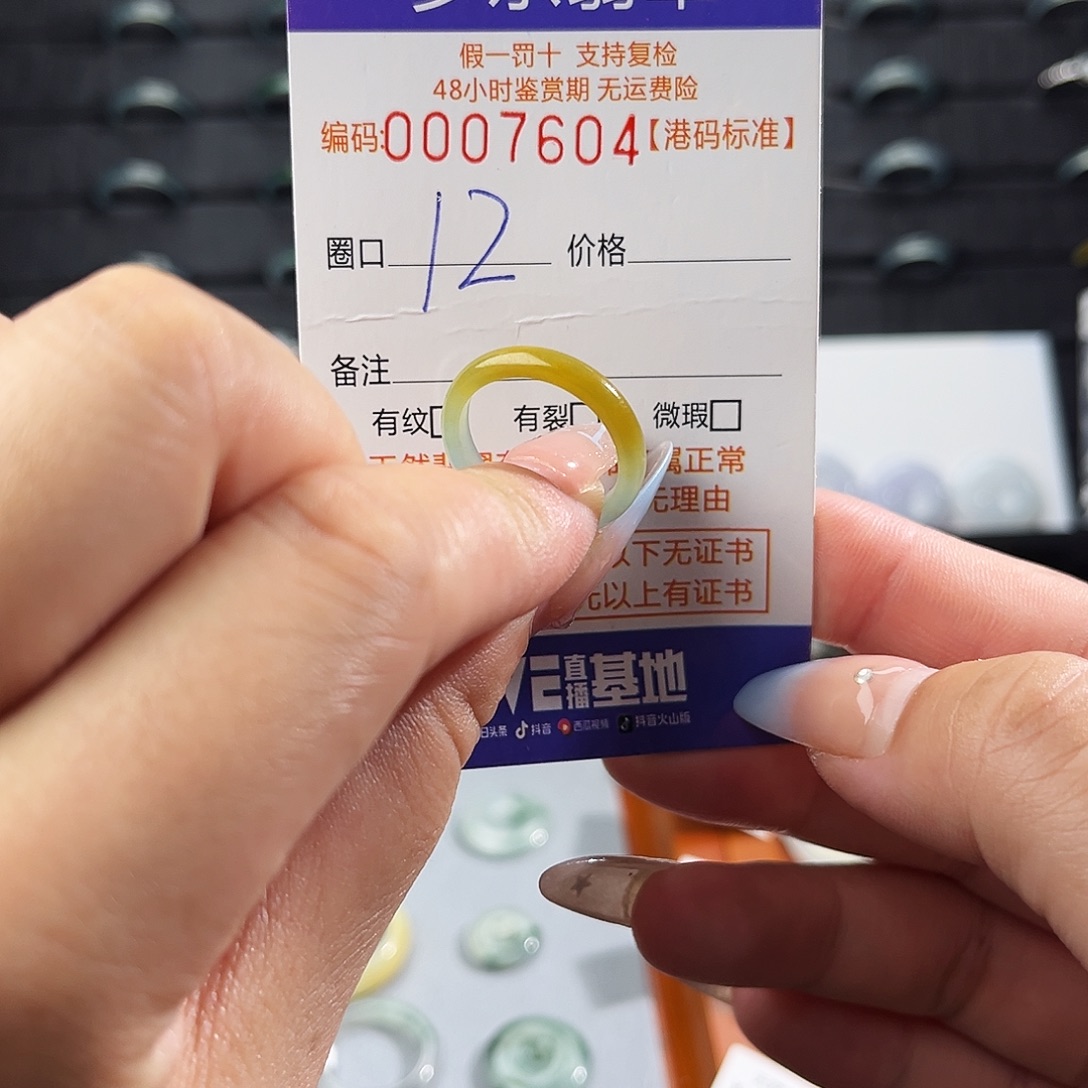 假一罚十 支持复检
48小时鉴赏期 无运费险
编码:0007604【港码标准】
圈口 12 价格
备注
有纹 有裂 微瑕
属正常
无理由
以下无证书
元以上有证书
直播基地
抖音 西瓜视频 抖音火山版